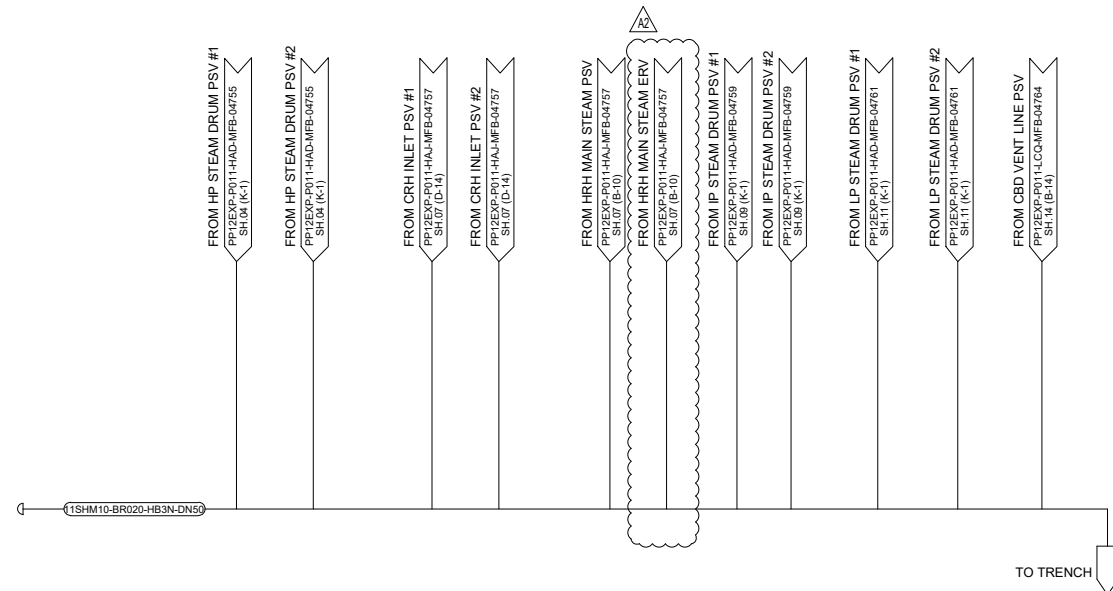 A2
FROM HP STEAM DRUM PSV #1
PP12EXP-P011-HAD-MFB-04755
SH.04 (K-1)
FROM HP STEAM DRUM PSV #2
PP12EXP-P011-HAD-MFB-04755
SH.04 (K-1)
FROM CRH INLET PSV #1
PP12EXP-P011-HAJ-MFB-04757
SH.07 (D-14)
FROM CRH INLET PSV #2
PP12EXP-P011-HAJ-MFB-04757
SH.07 (D-14)
FROM HRH MAIN STEAM PSV
PP12EXP-P011-HAJ-MFB-04757
SH.07 (B-10)
FROM HRH MAIN STEAM ERV
PP12EXP-P011-HAJ-MFB-04757
SH.07 (B-10)
FROM IP STEAM DRUM PSV #1
PP12EXP-P011-HAD-MFB-04759
SH.09 (K-1)
FROM IP STEAM DRUM PSV #2
PP12EXP-P011-HAD-MFB-04759
SH.09 (K-1)
FROM LP STEAM DRUM PSV #1
PP12EXP-P011-HAD-MFB-04761
SH.11 (K-1)
FROM LP STEAM DRUM PSV #2
PP12EXP-P011-HAD-MFB-04761
SH.11 (K-1)
FROM CBD VENT LINE PSV
PP12EXP-P011-LCQ-MFB-04764
SH.14 (B-14)
11SHM10-BR020-HB3N-DN50
TO TRENCH